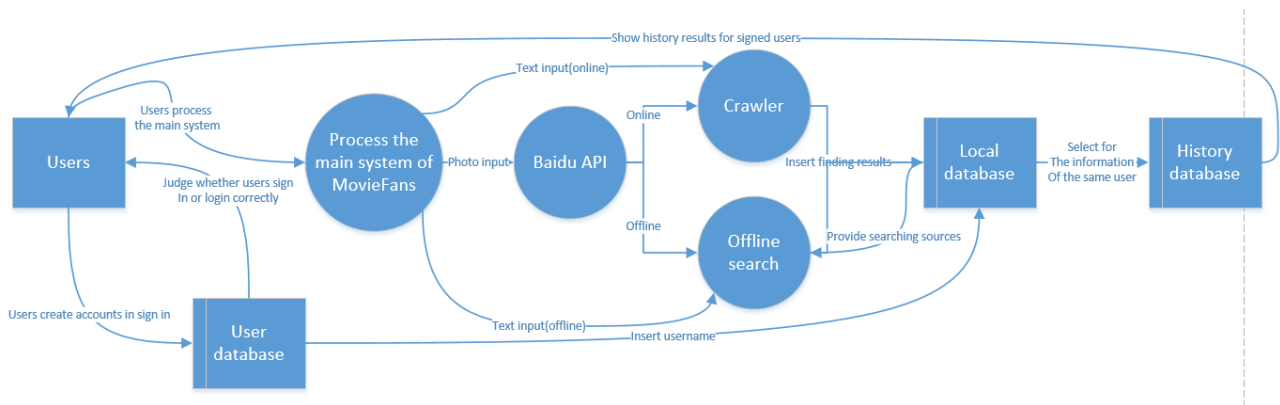 Show history results for signed users
Text input(online)
Users process
the main system
Users
Process the
main system of
MovieFans
Photo input
Baidu API
Online
Offline
Crawler
Insert finding results
Offline
search
Provide searching sources
Local
database
Select for
The information
Of the same user
History
database
Judge whether users sign
In or login correctly
Users create accounts in sign in
User
database
Text input(offline)
Insert username